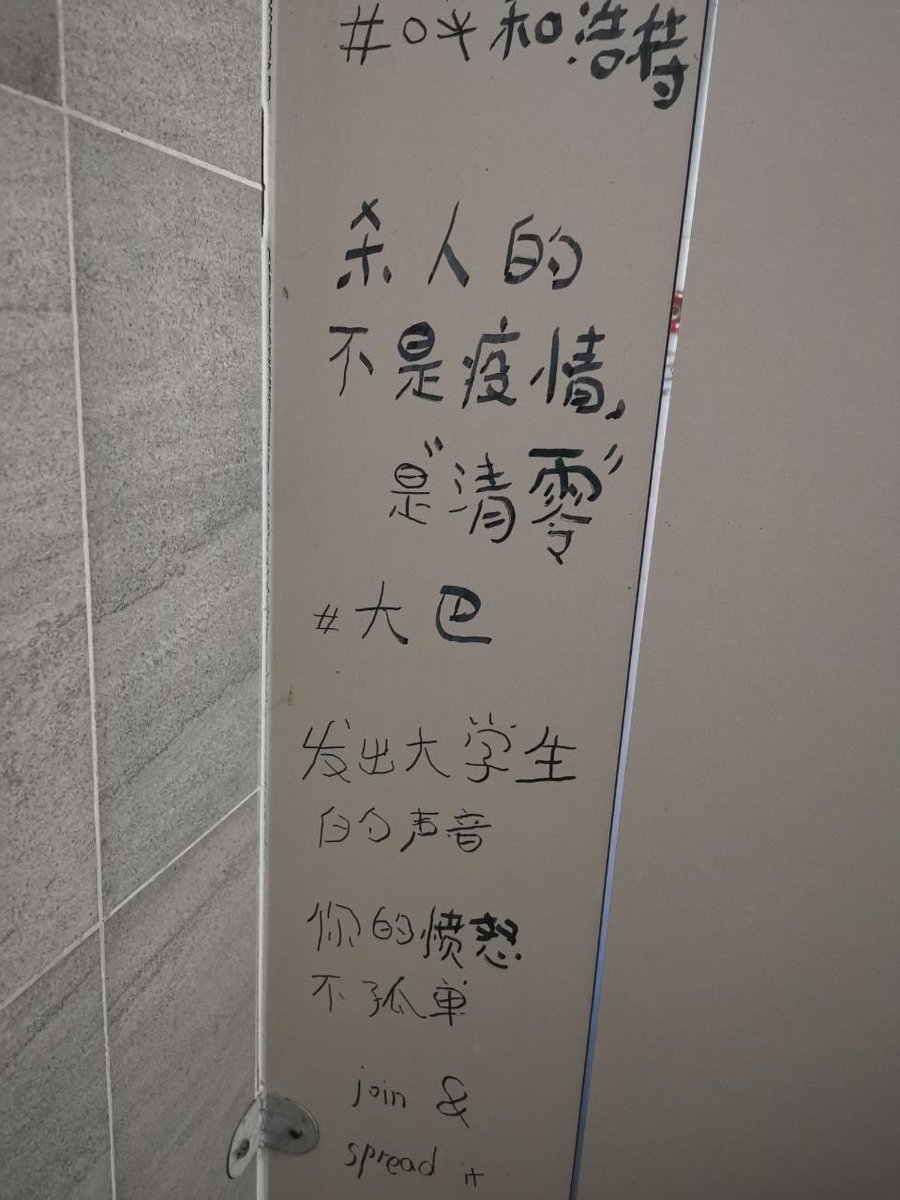 #呼和浩特
杀人的
不是疫情,
是"清零"
#大巴
发出大学生
的声音
你的愤怒
不孤单
join &
spread it